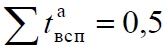 ∑ t^а_всп = 0,5